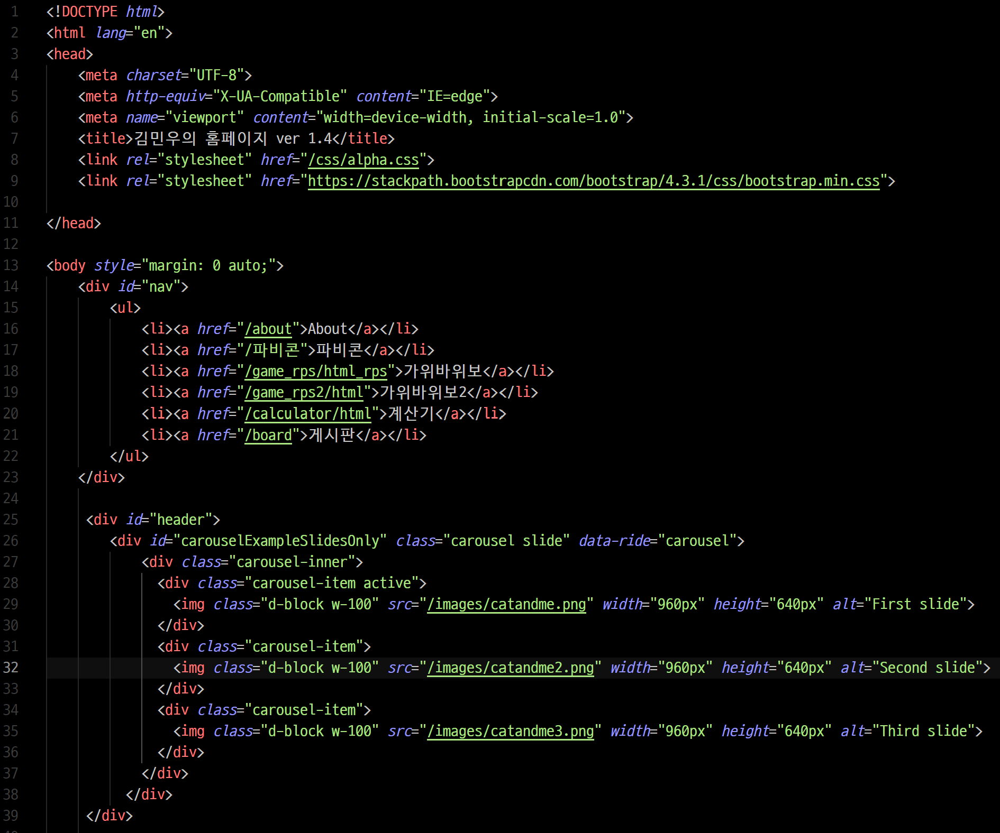 1 <!DOCTYPE html>
2 <html lang="en">
3 <head>
4 <meta charset="UTF-8">
5 <meta http-equiv="X-UA-Compatible" content="IE=edge">
6 <meta name="viewport" content="width=device-width, initial-scale=1.0">
7 <title>김민우의 홈페이지 ver 1.4</title>
8 <link rel="stylesheet" href="/css/alpha.css">
9 <link rel="stylesheet" href="https://stackpath.bootstrapcdn.com/bootstrap/4.3.1/css/bootstrap.min.css">
10
11 </head>
12
13 <body style="margin: 0 auto;">
14 <div id="nav">
15 <ul>
16 <li><a href="/about">About</a></li>
17 <li><a href="/파비콘">파비콘</a></li>
18 <li><a href="/game_rps/html_rps">가위바위보</a></li>
19 <li><a href="/game_rps2/html">가위바위보2</a></li>
20 <li><a href="/calculator/html">계산기</a></li>
21 <li><a href="/board">게시판</a></li>
22 </ul>
23 </div>
24
25 <div id="header">
26 <div id="carouselExampleSlidesOnly" class="carousel slide" data-ride="carousel">
27 <div class="carousel-inner">
28 <div class="carousel-item active">
29 <img class="d-block w-100" src="/images/catandme.png" width="960px" height="640px" alt="First slide">
30 </div>
31 <div class="carousel-item">
32 <img class="d-block w-100" src="/images/catandme2.png" width="960px" height="640px" alt="Second slide">
33 </div>
34 <div class="carousel-item">
35 <img class="d-block w-100" src="/images/catandme3.png" width="960px" height="640px" alt="Third slide">
36 </div>
37 </div>
38 </div>
39 </div>